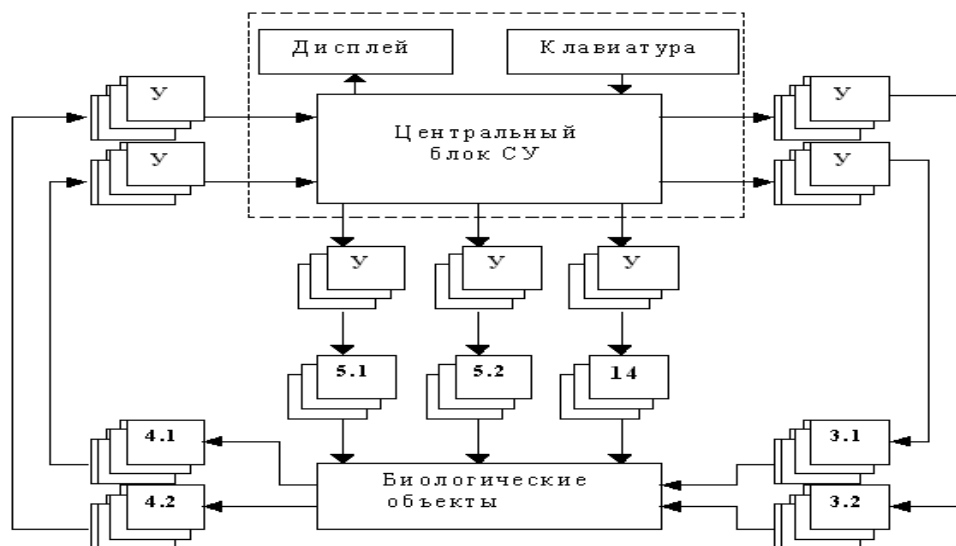 Дисплей
Клавиатура
У
У
Центральный
блок СУ
У
У
У
У
У
5.1
5.2
14
4.1
3.1
Биологические
объекты
4.2
3.2